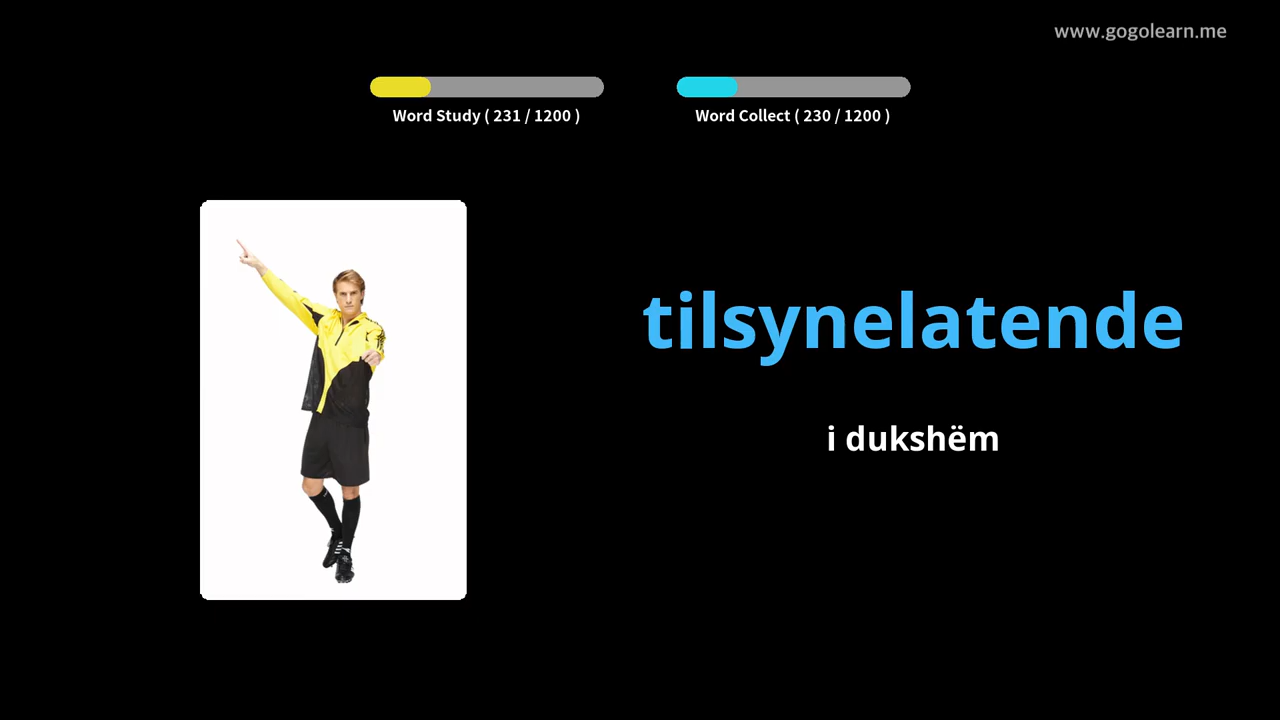 www.gogolearn.me
Word Study ( 231 / 1200 )
Word Collect ( 230 / 1200 )
tilsynelatende
i dukshëm